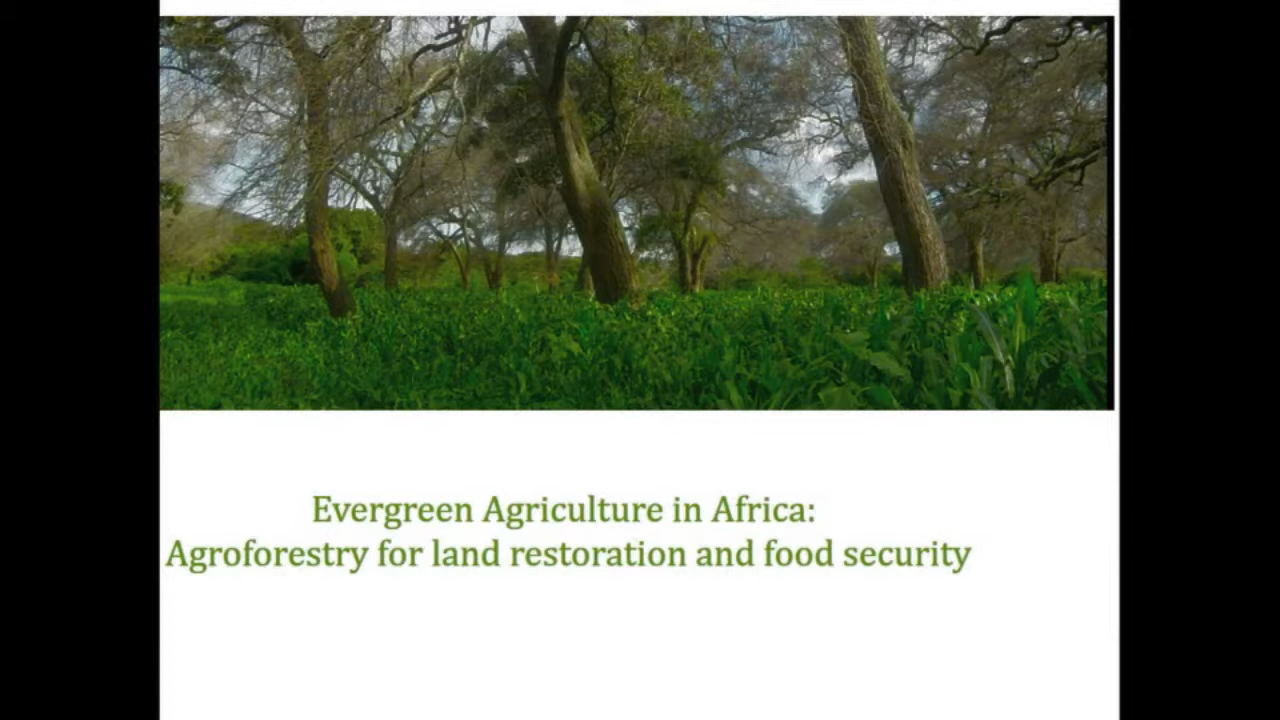 Evergreen Agriculture in Africa:
Agroforestry for land restoration and food security